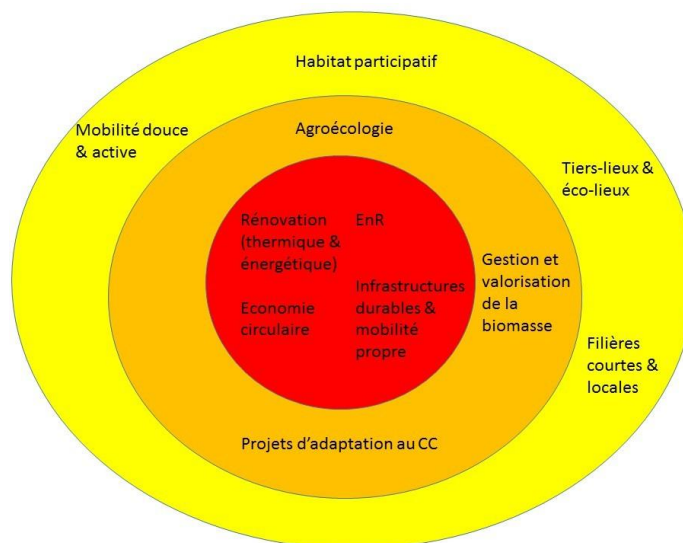 Habitat participatif
Mobilité douce
& active
Agroécologie
Tiers-lieux &
éco-lieux
Rénovation
(thermique &
énergétique)
EnR
Gestion et
valorisation
de la
biomasse
Economie
circulaire
Infrastructures
durables &
mobilité
propre
Filières
courtes &
locales
Projets d’adaptation au CC